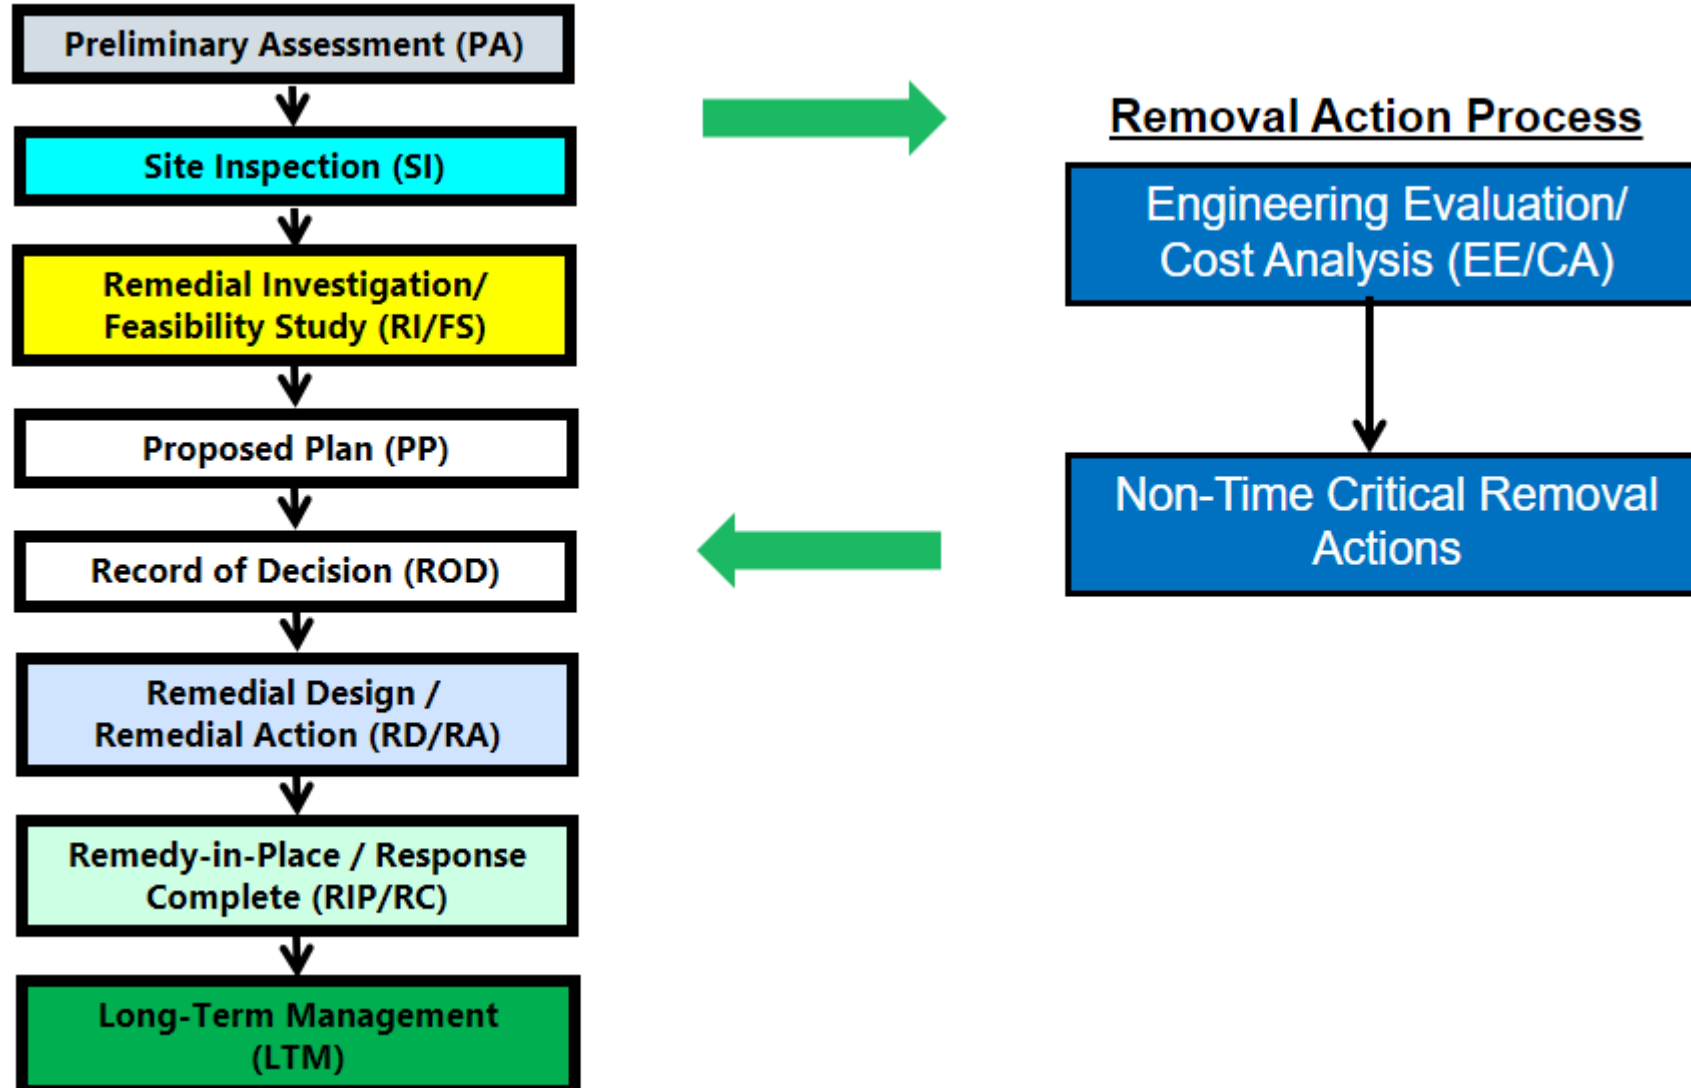 Preliminary Assessment (PA)
Site Inspection (SI)
Remedial Investigation/
Feasibility Study (RI/FS)
Proposed Plan (PP)
Record of Decision (ROD)
Remedial Design /
Remedial Action (RD/RA)
Remedy-in-Place / Response
Complete (RIP/RC)
Long-Term Management
(LTM)
Removal Action Process
Engineering Evaluation/
Cost Analysis (EE/CA)
Non-Time Critical Removal
Actions